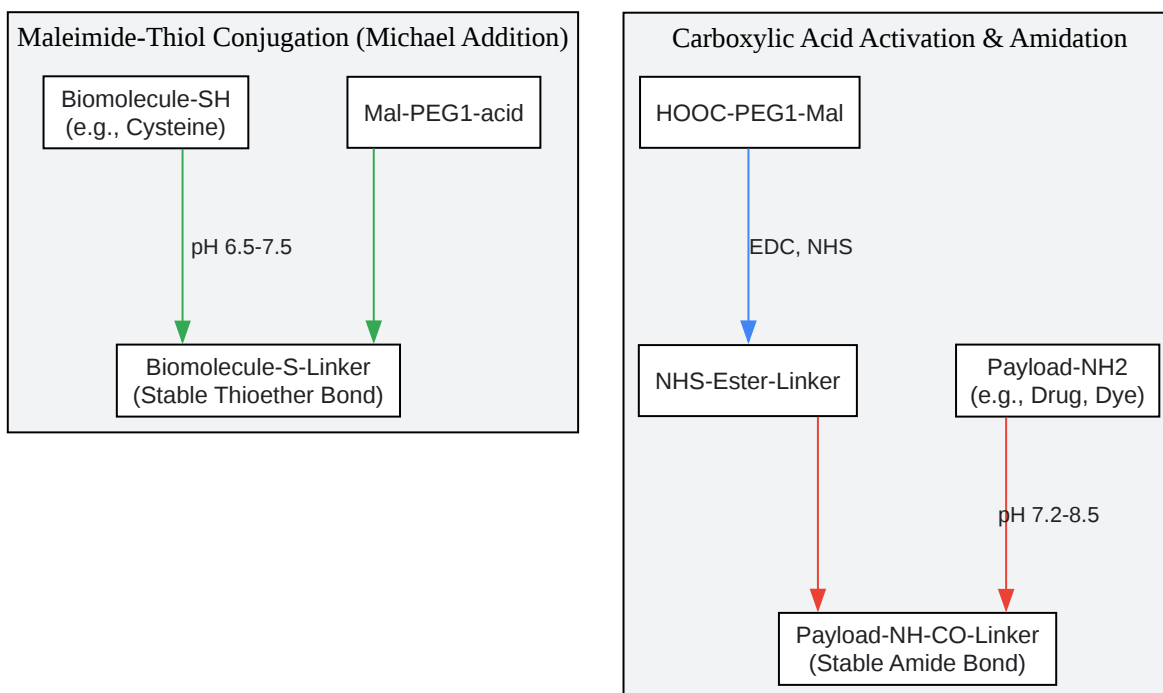 Maleimide-Thiol Conjugation (Michael Addition)
Biomolecule-SH
(e.g., Cysteine)
Mal-PEG1-acid
pH 6.5-7.5
Biomolecule-S-Linker
(Stable Thioether Bond)
Carboxylic Acid Activation & Amidation
HOOC-PEG1-Mal
EDC, NHS
NHS-Ester-Linker
Payload-NH2
(e.g., Drug, Dye)
pH 7.2-8.5
Payload-NH-CO-Linker
(Stable Amide Bond)